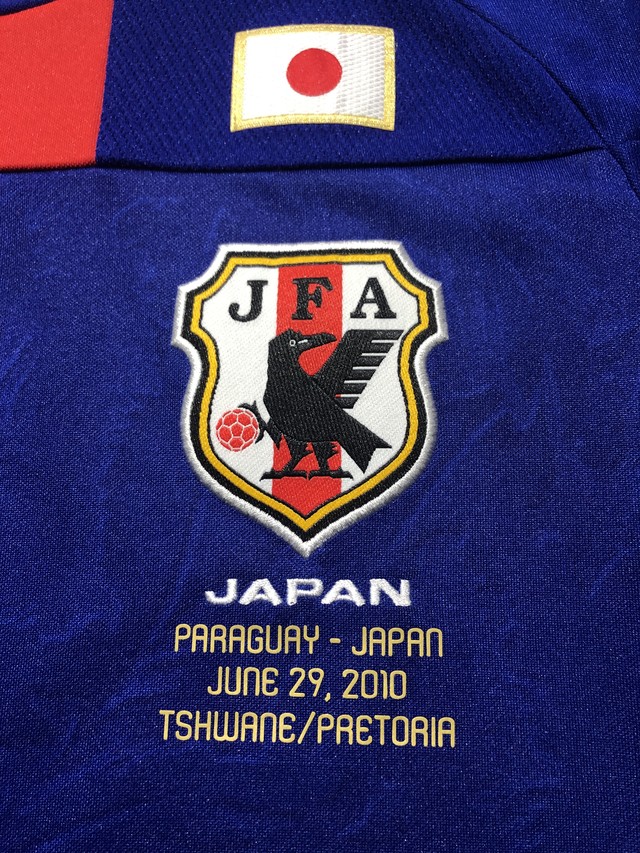 JFA
JAPAN
PARAGUAY - JAPAN
JUNE 29, 2010
TSHWANE/PRETORIA